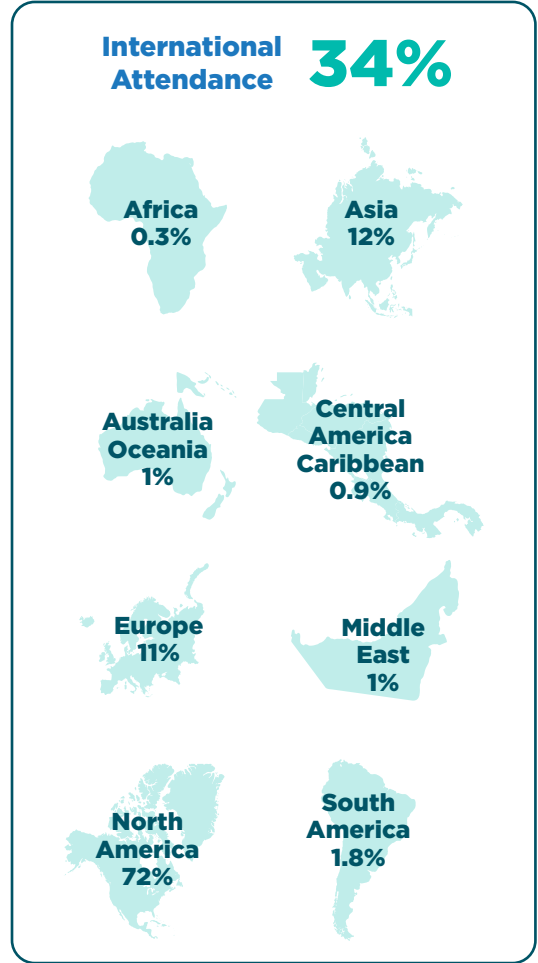 International
Attendance
34%
Africa
0.3%
Asia
12%
Australia
Oceania
1%
Central
America
Caribbean
0.9%
Europe
11%
Middle
East
1%
North
America
72%
South
America
1.8%